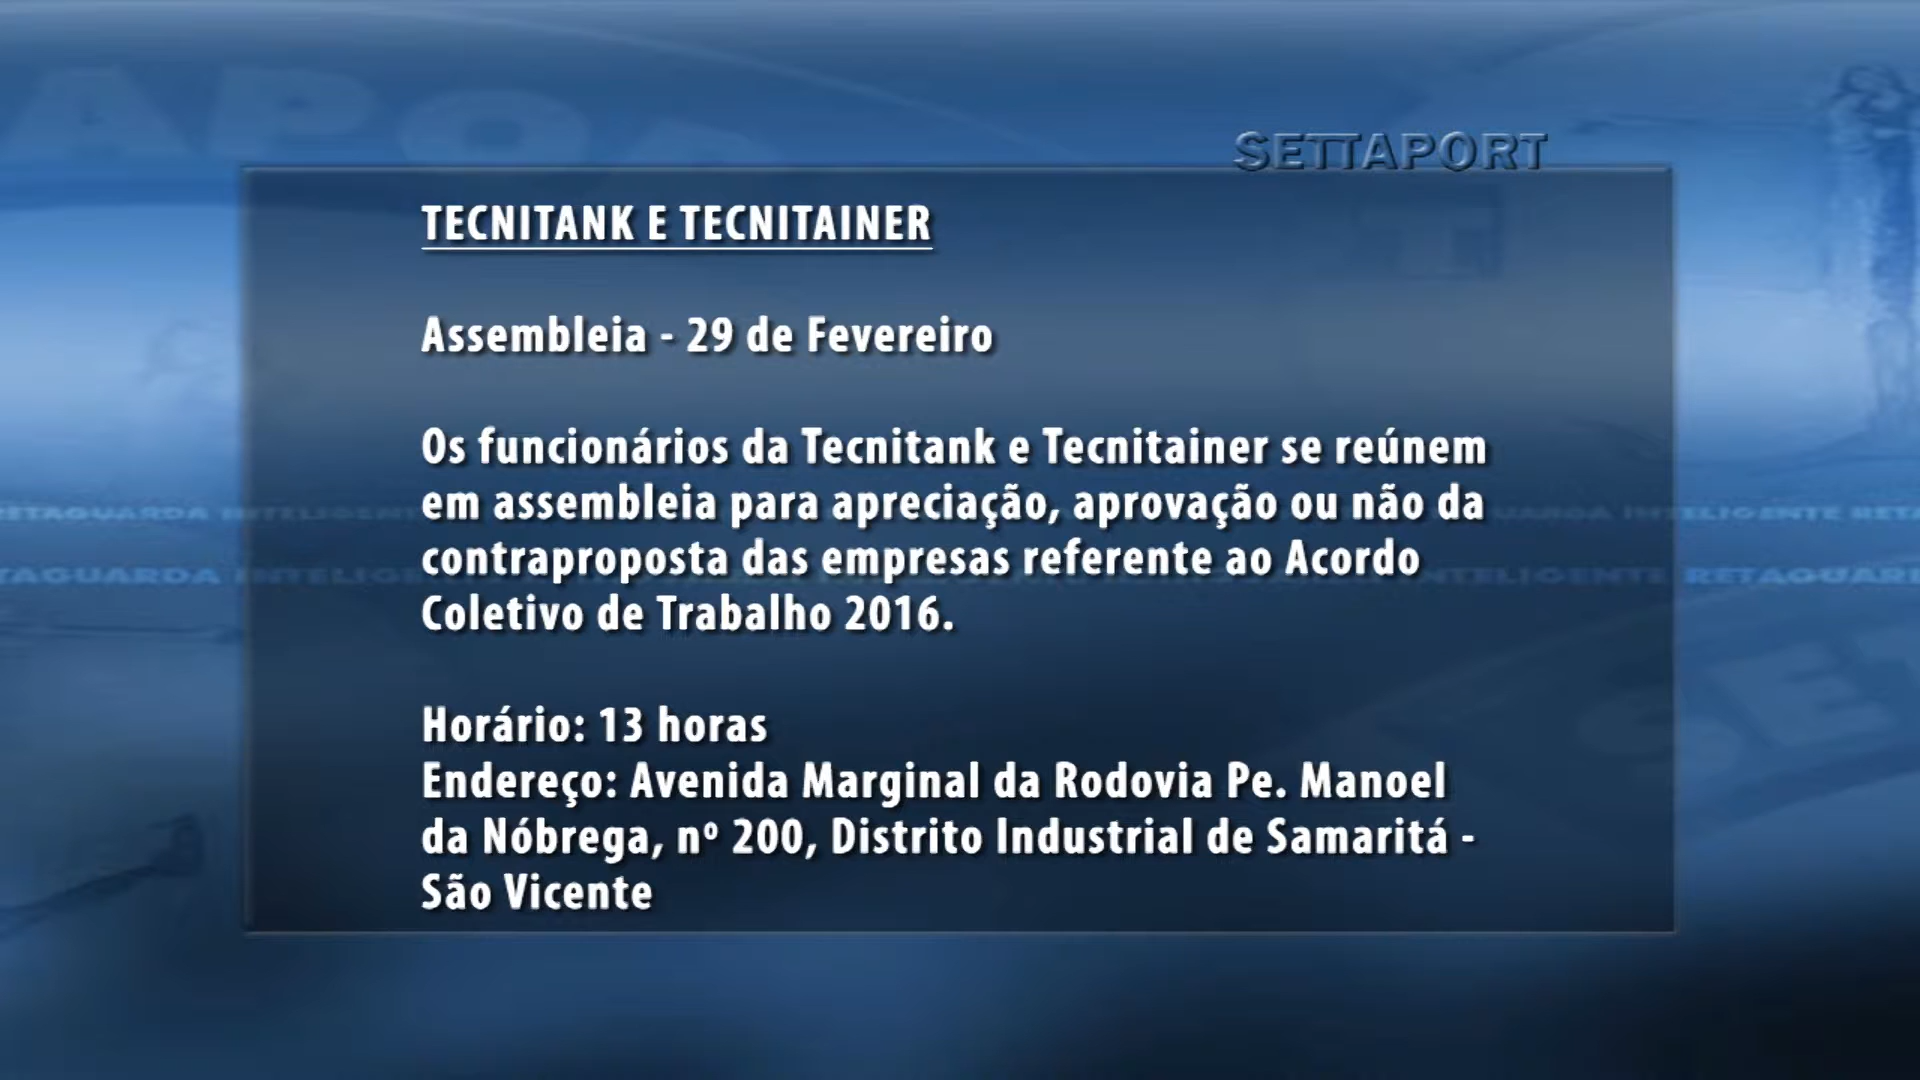 SETTAPORT
TECNITANK E TECNITAINER
Assembleia - 29 de Fevereiro
Os funcionários da Tecnitank e Tecnitainer se reúnem
em assembleia para apreciação, aprovação ou não da
contraproposta das empresas referente ao Acordo
Coletivo de Trabalho 2016.
Horário: 13 horas
Endereço: Avenida Marginal da Rodovia Pe. Manoel
da Nóbrega, nº 200, Distrito Industrial de Samaritá -
São Vicente